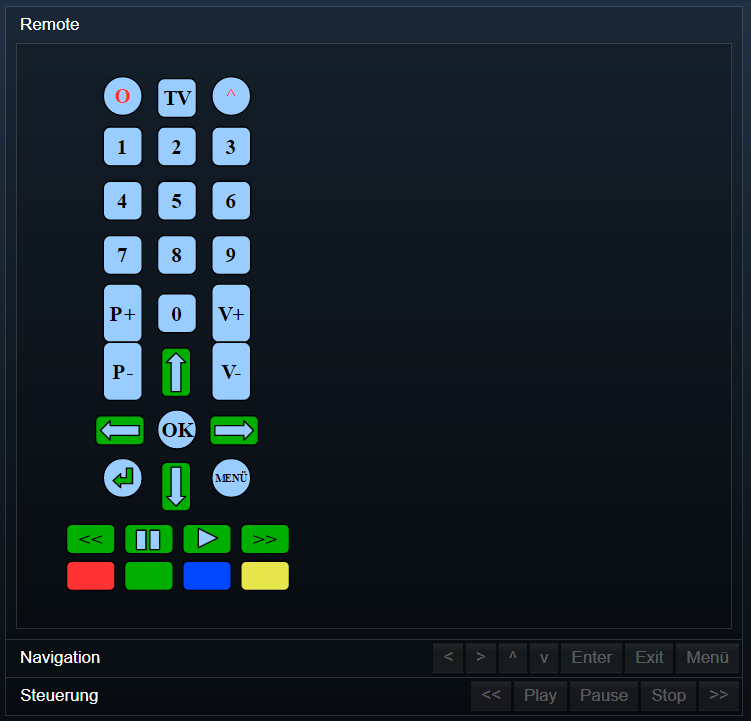 Remote
O TV ^
1 2 3
4 5 6
7 8 9
P+ 0 V+
P- V-
OK
MENÜ
<< >>
Navigation < > ^ v Enter Exit Menü
Steuerung << Play Pause Stop >>